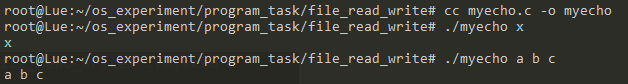 root@Lue:~/os_experiment/program_task/file_read_write# cc myecho.c -o myecho
root@Lue:~/os_experiment/program_task/file_read_write# ./myecho x
x
root@Lue:~/os_experiment/program_task/file_read_write# ./myecho a b c
a b c